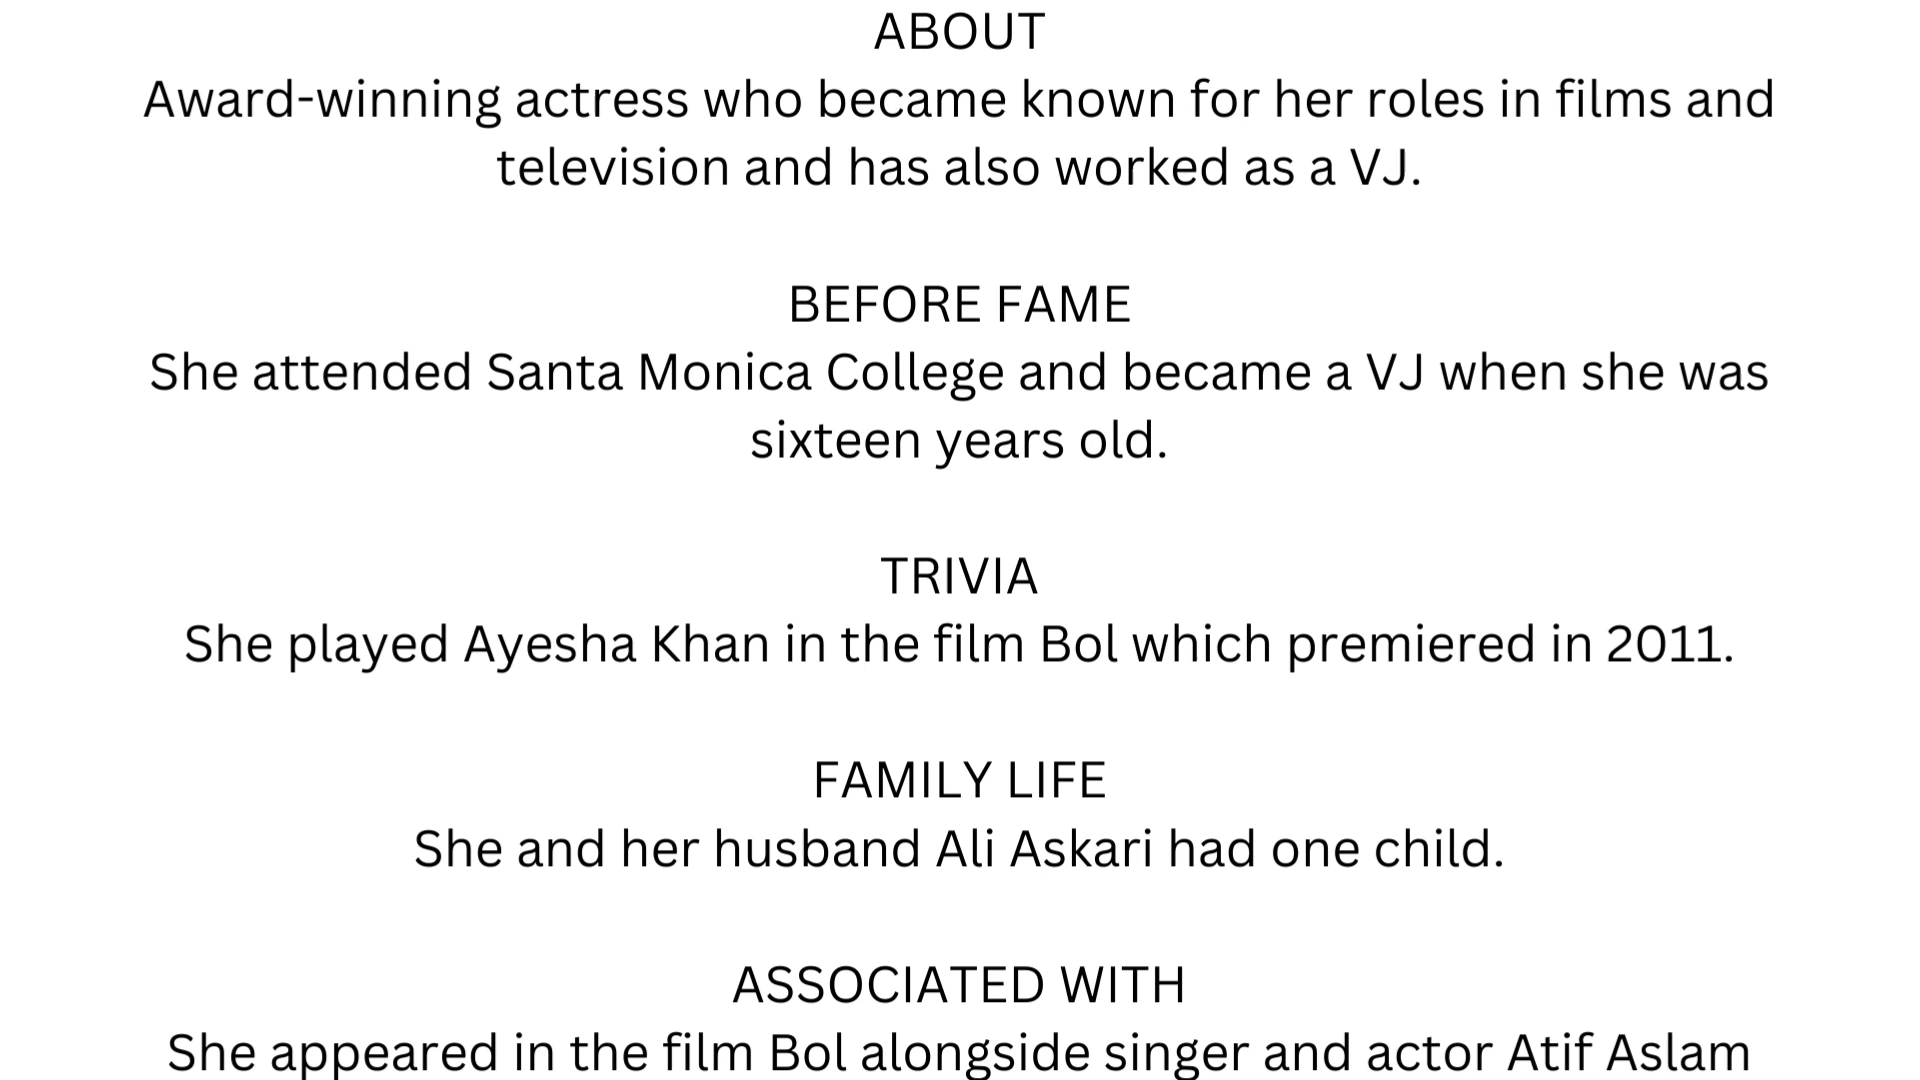 ABOUT
Award-winning actress who became known for her roles in films and
television and has also worked as a VJ.
BEFORE FAME
She attended Santa Monica College and became a VJ when she was
sixteen years old.
TRIVIA
She played Ayesha Khan in the film Bol which premiered in 2011.
FAMILY LIFE
She and her husband Ali Askari had one child.
ASSOCIATED WITH
She appeared in the film Bol alongside singer and actor Atif Aslam